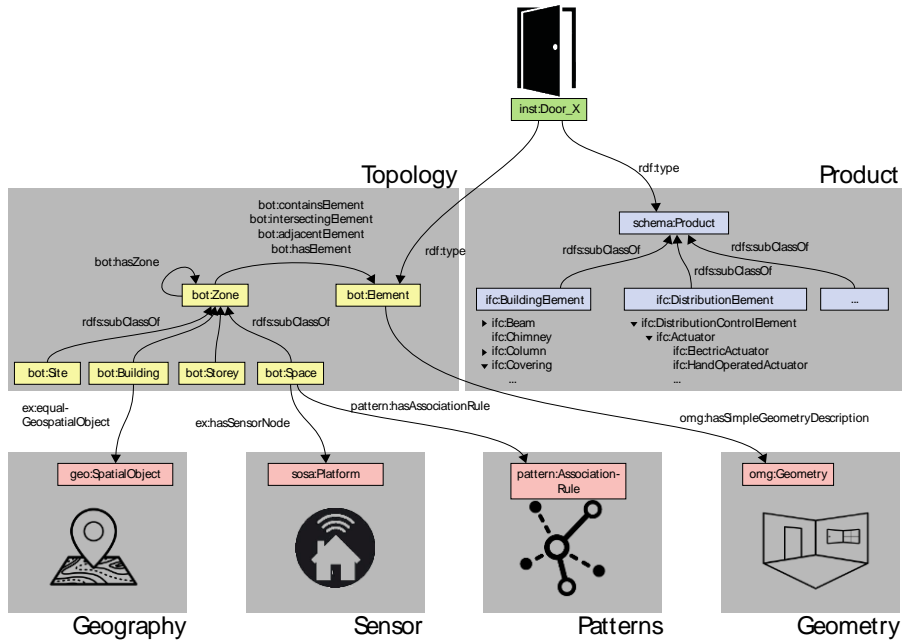 inst:Door_X
rdf:type
Topology
Product
bot:containsElement
bot:intersectingElement
bot:adjacentElement
bot:hasElement
schema:Product
rdf:type
rdfs:subClassOf
rdfs:subClassOf
rdfs:subClassOf
bot:hasZone
bot:Zone
bot:Element
ifc:BuildingElement
ifc:DistributionElement
...
rdfs:subClassOf
rdfs:subClassOf
ifc:Beam
ifc:Chimney
ifc:Column
ifc:Covering
...
ifc:DistributionControlElement
ifc:Actuator
ifc:ElectricActuator
ifc:HandOperatedActuator
...
bot:Site
bot:Building
bot:Storey
bot:Space
ex:equal-
GeospatialObject
ex:hasSensorNode
pattern:hasAssociationRule
omg:hasSimpleGeometryDescription
geo:SpatialObject
sosa:Platform
pattern:Association-
Rule
omg:Geometry
Geography
Sensor
Patterns
Geometry